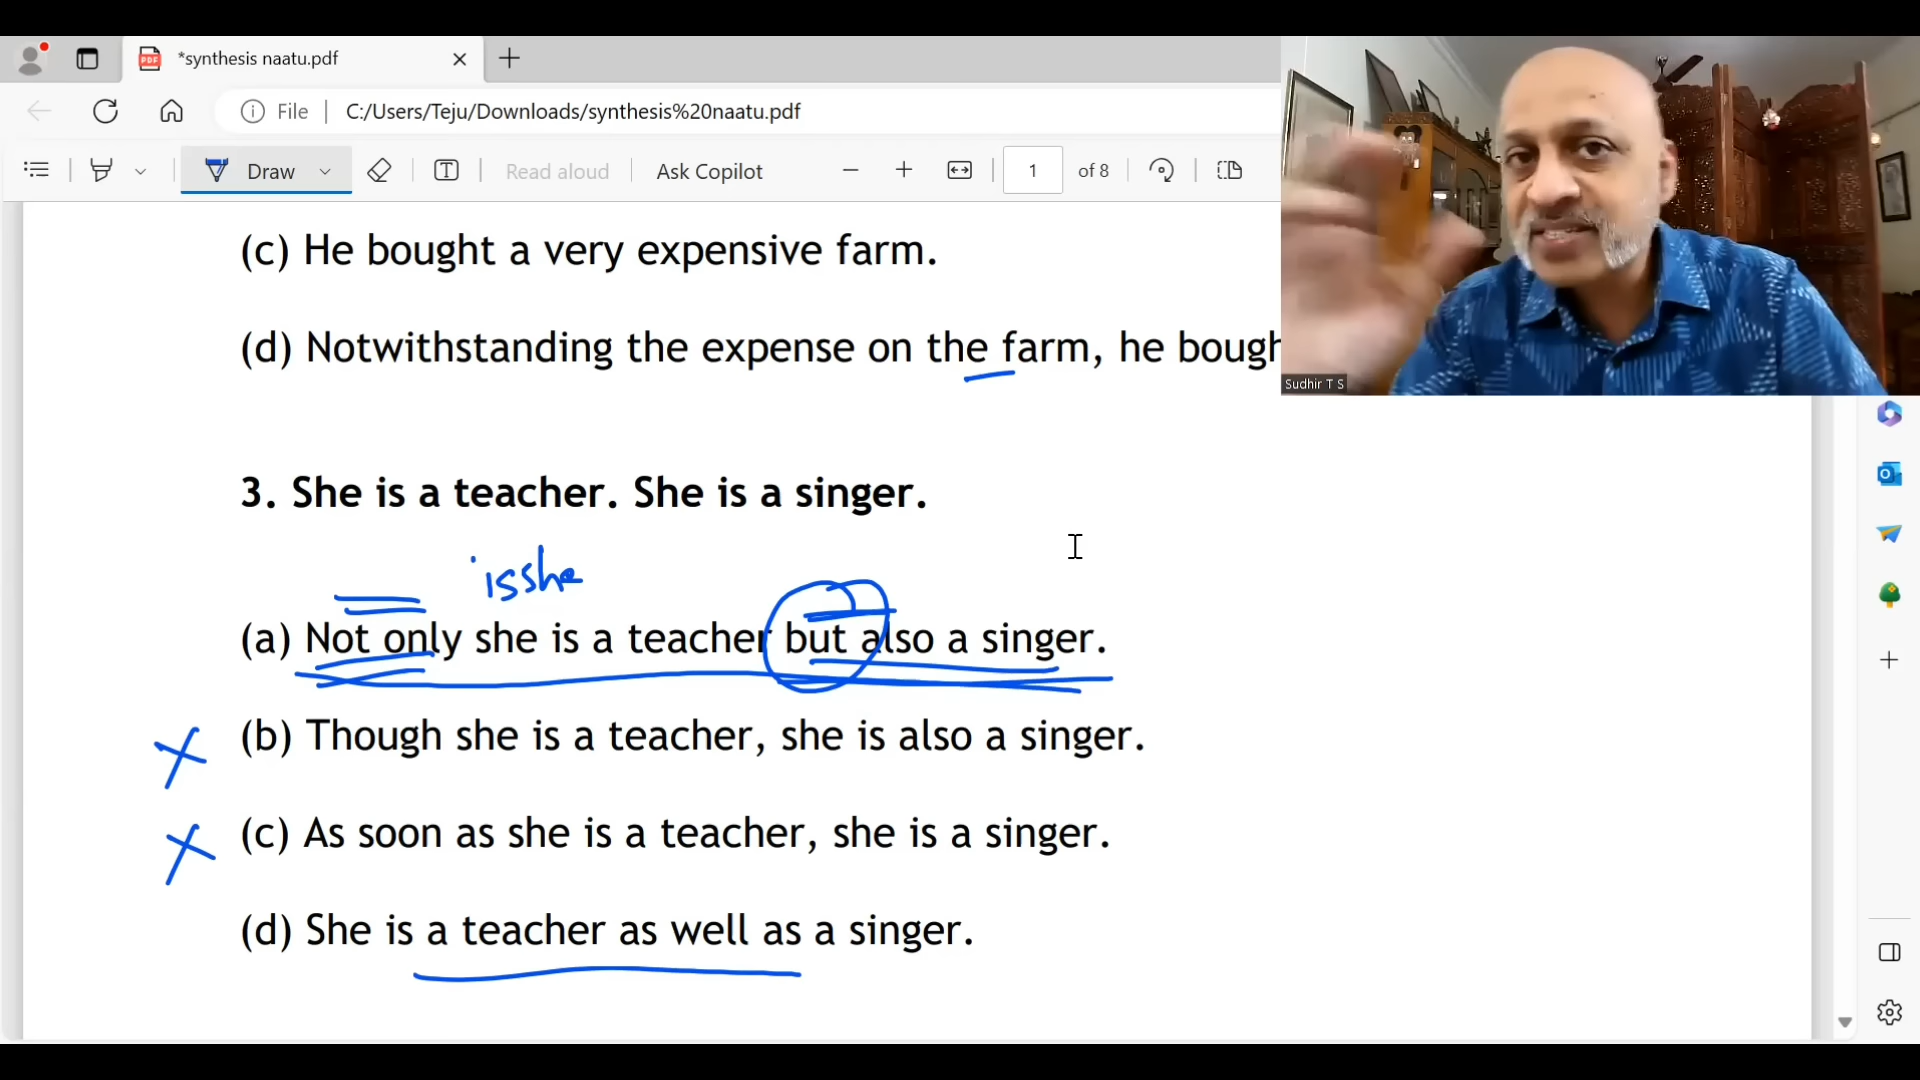 *synthesis naatu.pdf
File | C:/Users/Teju/Downloads/synthesis%20naatu.pdf
Draw Read aloud Ask Copilot 1 of 8
(c) He bought a very expensive farm.
(d) Notwithstanding the expense on the farm, he bough
Sudhir T S
3. She is a teacher. She is a singer.
is she
(a) Not only she is a teacher but also a singer.
(b) Though she is a teacher, she is also a singer.
(c) As soon as she is a teacher, she is a singer.
(d) She is a teacher as well as a singer.